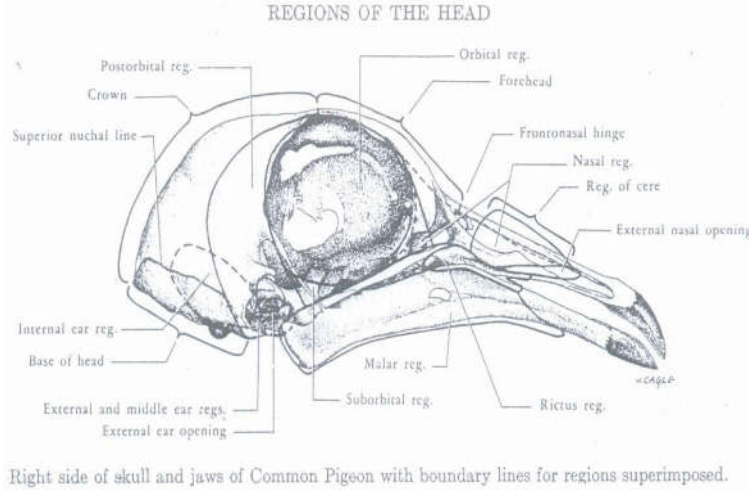 REGIONS OF THE HEAD
Orbital reg.
Postorbital reg.
Forehead
Crown
Superior nuchal line
Frontonasal hinge
Nasal reg.
Reg. of cere
External nasal opening
Internal ear reg.
Base of head
Malar reg.
External and middle ear regs.
Suborbital reg.
Rictus reg.
External ear opening
Right side of skull and jaws of Common Pigeon with boundary lines for regions superimposed.